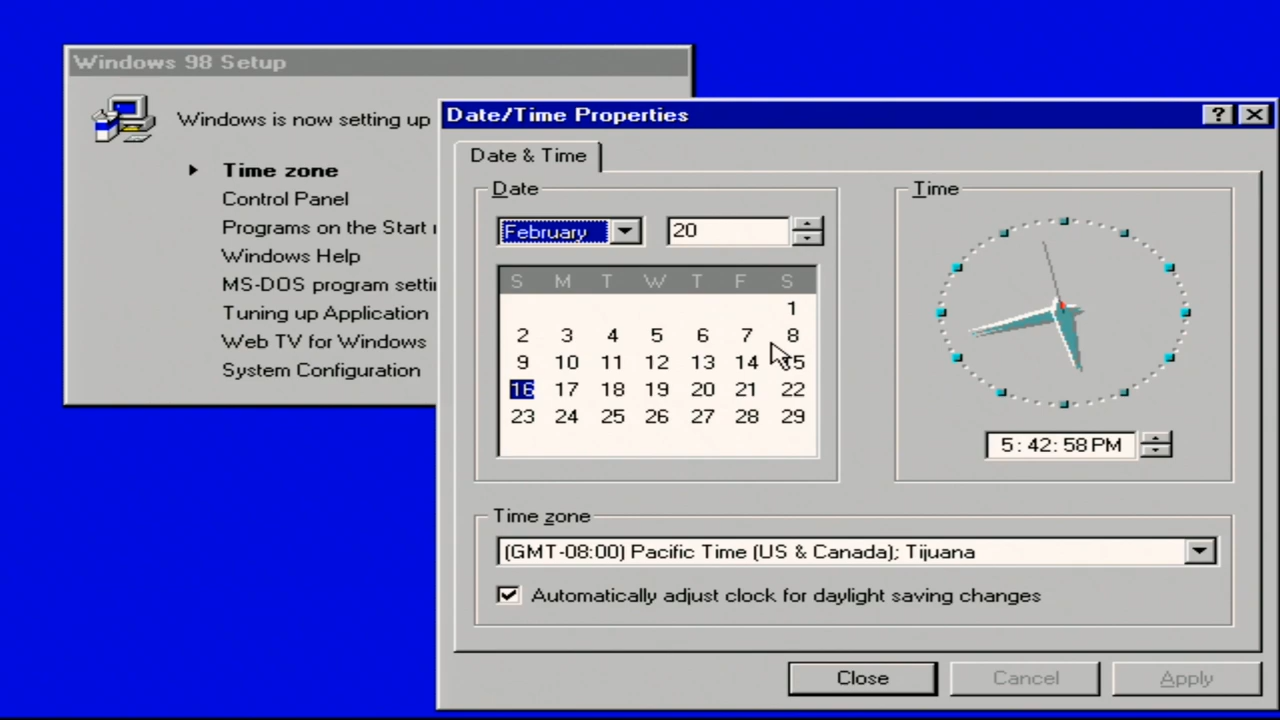 Windows 98 Setup
Windows is now setting up
Time zone
Control Panel
Programs on the Start
Windows Help
MS-DOS program
Tuning up Application
Web TV for Windows
System Configuration
Date/Time Properties
Date & Time
Date
February
20
S M T W T F S
1
2 3 4 5 6 7 8
9 10 11 12 13 14 15
16 17 18 19 20 21 22
23 24 25 26 27 28 29
Time
5:42:58 PM
Time zone
(GMT-08:00) Pacific Time (US & Canada); Tijuana
Automatically adjust clock for daylight saving changes
Close Cancel Apply